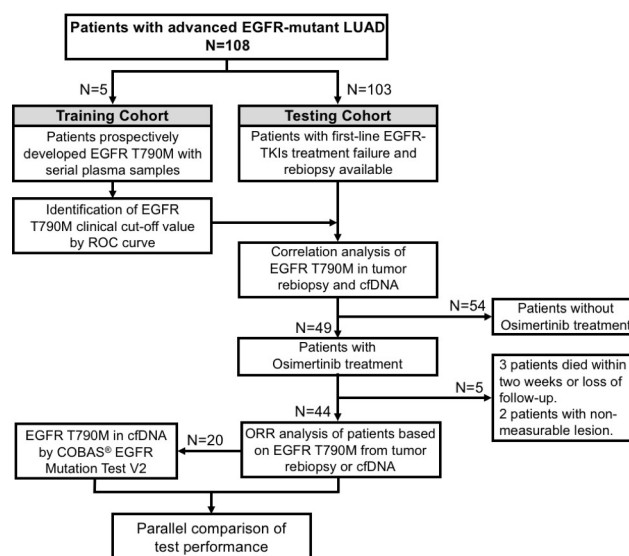 Patients with advanced EGFR-mutant LUAD
N=108
N=5
N=103
Training Cohort
Patients prospectively
developed EGFR T790M with
serial plasma samples
Testing Cohort
Patients with first-line EGFR-
TKIs treatment failure and
rebiopsy available
Identification of EGFR
T790M clinical cut-off value
by ROC curve
Correlation analysis of
EGFR T790M in tumor
rebiopsy and cfDNA
N=54
N=49
Patients without
Osimertinib treatment
Patients with
Osimertinib treatment
N=5
3 patients died within
two weeks or loss of
follow-up.
2 patients with non-
measurable lesion.
N=44
EGFR T790M in cfDNA
by COBAS® EGFR
Mutation Test V2
N=20
ORR analysis of patients based
on EGFR T790M from tumor
rebiopsy or cfDNA
Parallel comparison of
test performance